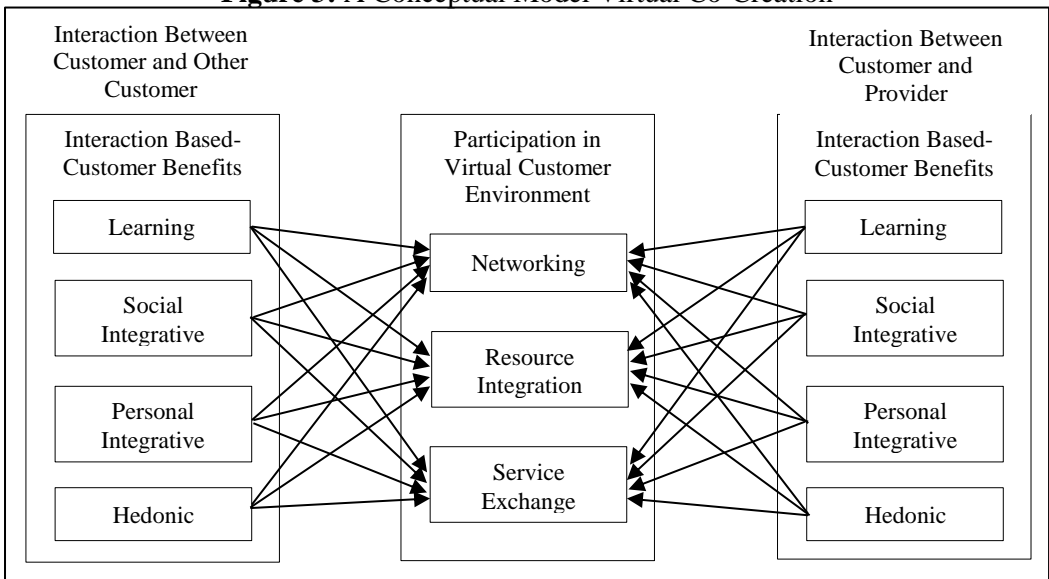 Figure 3: A Conceptual Model Virtual Co-Creation
Interaction Between
Customer and Other
Customer
Interaction Based-
Customer Benefits
Learning
Social
Integrative
Personal
Integrative
Hedonic
Participation in
Virtual Customer
Environment
Networking
Resource
Integration
Service
Exchange
Interaction Between
Customer and
Provider
Interaction Based-
Customer Benefits
Learning
Social
Integrative
Personal
Integrative
Hedonic